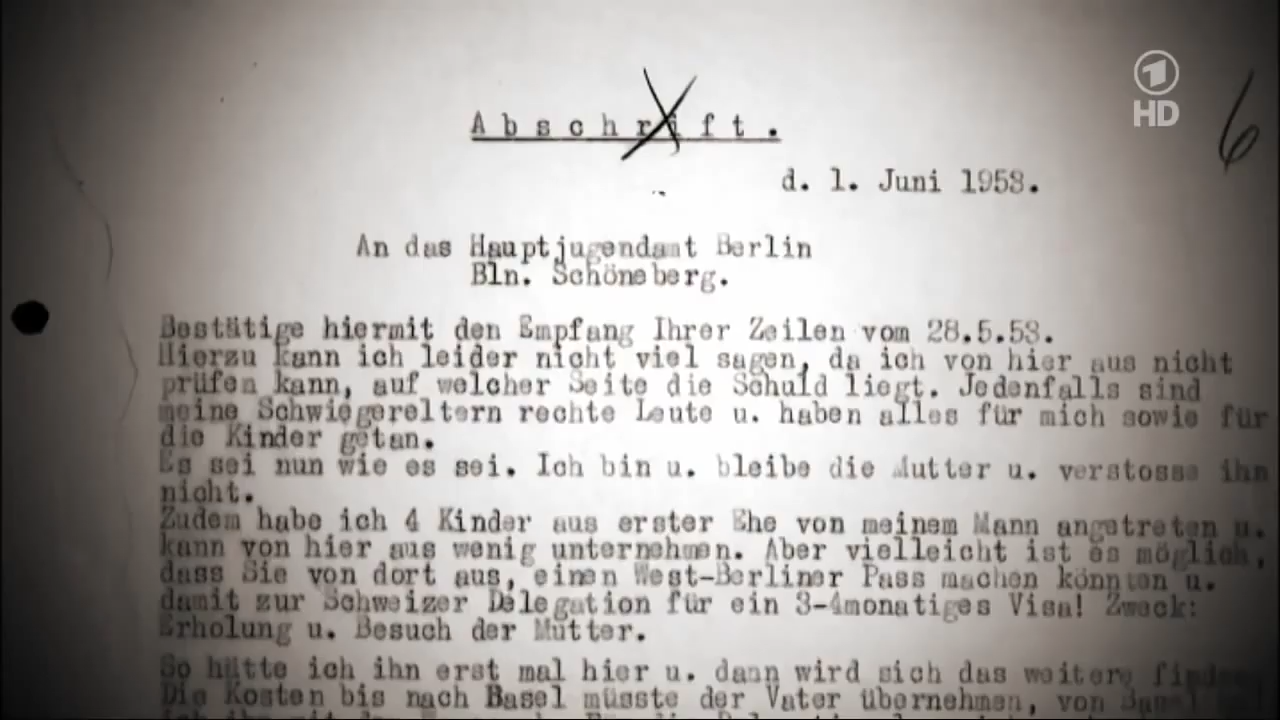 1
HD
6
Abschrift.
d. 1. Juni 1958.
An das Hauptjugendamt Berlin
Bln. Schöneberg.
Bestätige hiermit den Empfang Ihrer Zeilen vom 28.5.58.
Hierzu kann ich leider nicht viel sagen, da ich von hier aus nicht
prüfen kann, auf welcher Seite die Schuld liegt. Jedenfalls sind
meine Schwiegereltern rechte Leute u. haben alles für mich sowie für
die Kinder getan.
Es sei nun wie es sei. Ich bin u. bleibe die Mutter u. verstosse ihn
nicht.
Zudem habe ich 4 Kinder aus erster Ehe von meinem Mann angetreten u.
kann von hier aus wenig unternehmen. Aber vielleicht ist es möglich,
dass Sie von dort aus, einen West-Berliner Pass machen könnten u.
damit zur Schweizer Delegation für ein 3-4monatiges Visa! Zweck:
Erholung u. Besuch der Mutter.
So hätte ich ihn erst mal hier u. dann wird sich das weitere
Die Kosten bis nach Basel müsste der Vater übernehmen, von